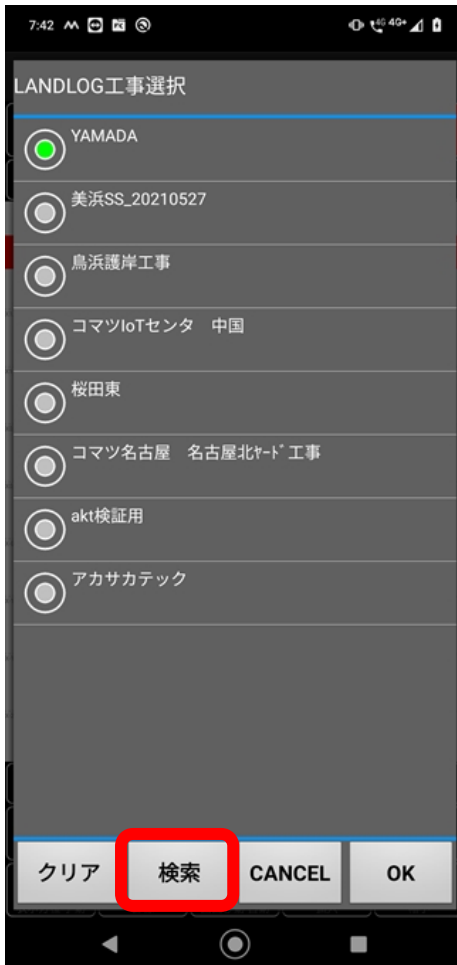 7:42
4G 4G+
LANDLOG工事選択
YAMADA
美浜SS_20210527
鳥浜護岸工事
コマツIoTセンタ　中国
桜田東
コマツ名古屋　名古屋北ﾔｰﾄﾞ工事
akt検証用
アカサカテック
クリア 検索 CANCEL OK